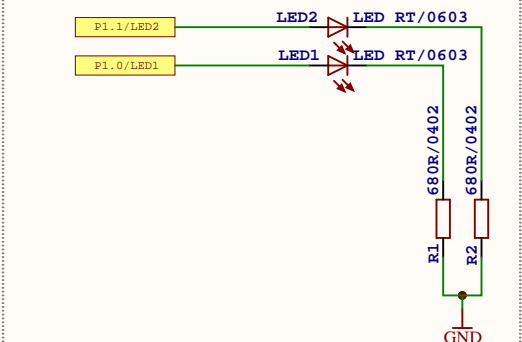 P1.1/LED2
LED2
LED RT/0603
P1.0/LED1
LED1
LED RT/0603
680R/0402
680R/0402
R1
R2
GND